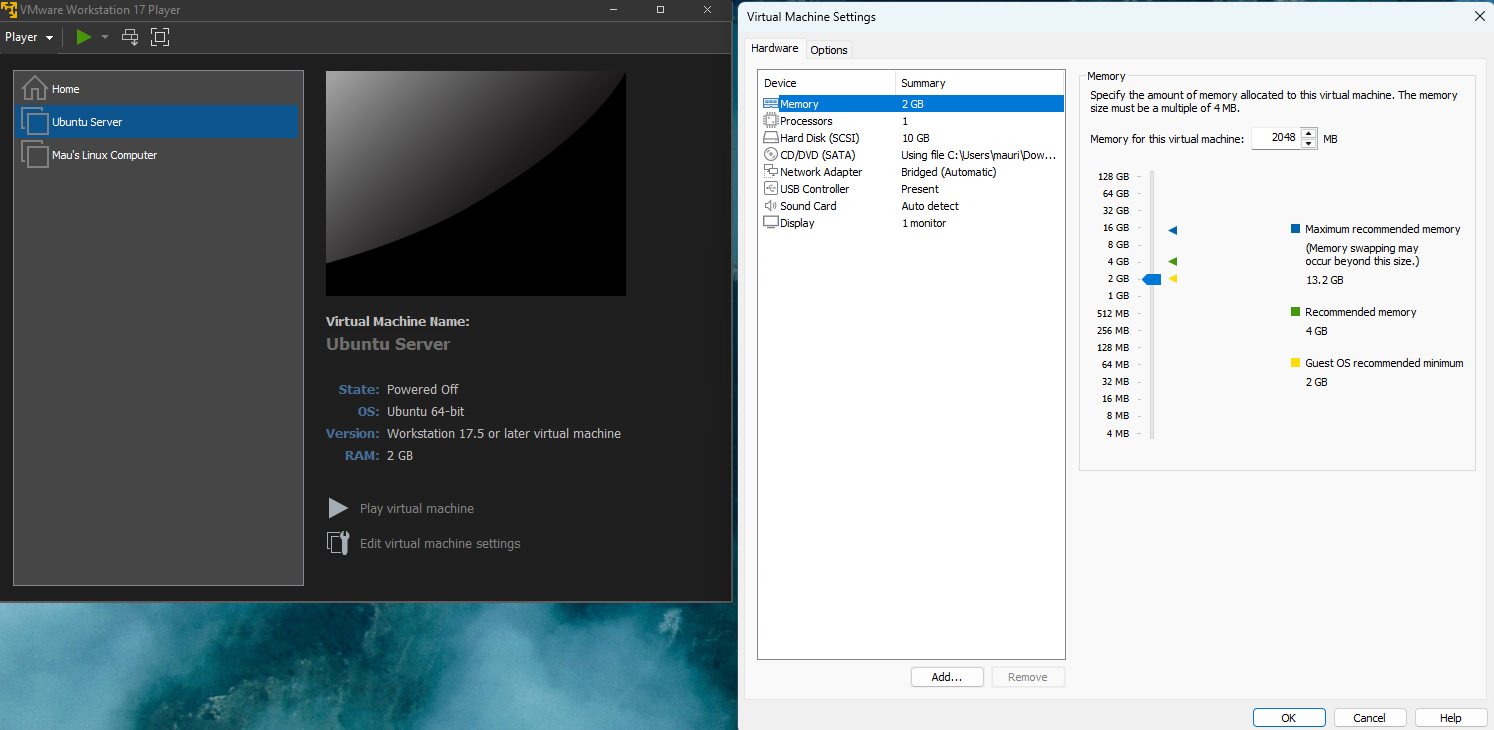 VMware Workstation 17 Player
Player
Home
Ubuntu Server
Mau's Linux Computer
Virtual Machine Name:
Ubuntu Server
State: Powered Off
OS: Ubuntu 64-bit
Version: Workstation 17.5 or later virtual machine
RAM: 2 GB
Play virtual machine
Edit virtual machine settings
Virtual Machine Settings
Hardware Options
Device Summary
Memory 2 GB
Processors 1
Hard Disk (SCSI) 10 GB
CD/DVD (SATA) Using file C:\Users\mauri\Dow...
Network Adapter Bridged (Automatic)
USB Controller Present
Sound Card Auto detect
Display 1 monitor
Add...
Remove
Memory
Specify the amount of memory allocated to this virtual machine. The memory
size must be a multiple of 4 MB.
Memory for this virtual machine: 2048 MB
128 GB
64 GB
32 GB
16 GB
8 GB
4 GB
2 GB
1 GB
512 MB
256 MB
128 MB
64 MB
32 MB
16 MB
8 MB
4 MB
Maximum recommended memory
(Memory swapping may
occur beyond this size.)
13.2 GB
Recommended memory
4 GB
Guest OS recommended minimum
2 GB
OK
Cancel
Help